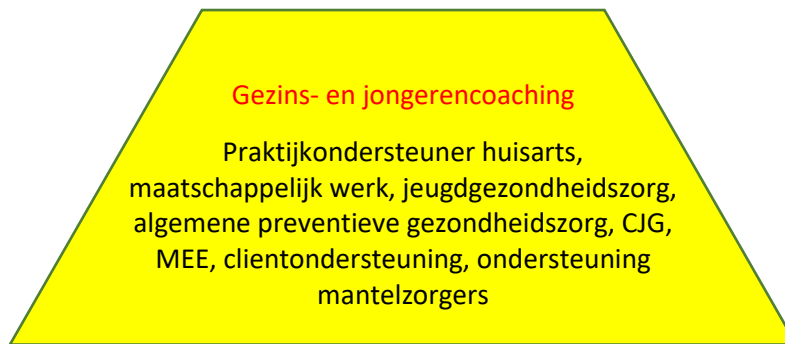 Gezins- en jongerencoaching
Praktijkondersteuner huisarts,
maatschappelijk werk, jeugdgezondheidszorg,
algemene preventieve gezondheidszorg, CJG,
MEE, clientondersteuning, ondersteuning
mantelzorgers